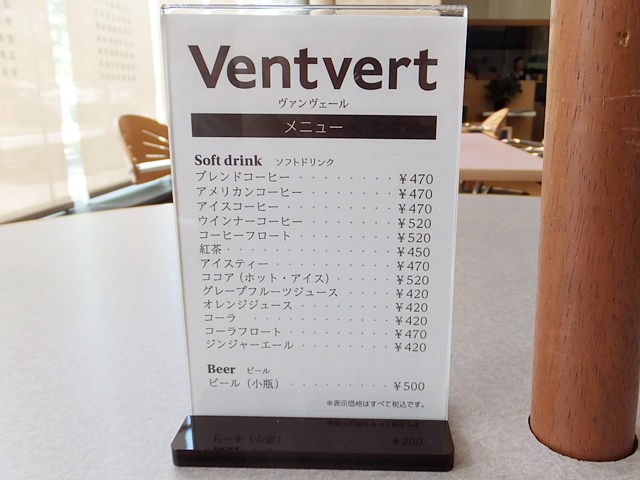 Ventvert
ヴァンヴェール
メニュー
Soft drink ソフトドリンク
ブレンドコーヒー ········ ￥470
アメリカンコーヒー ······· ￥470
アイスコーヒー ········· ￥470
ウインナーコーヒー ······· ￥520
コーヒーフロート ········ ￥520
紅茶 ·············· ￥450
アイスティー ·········· ￥470
ココア（ホット・アイス） ····· ￥520
グレープフルーツジュース ····· ￥420
オレンジジュース ········ ￥420
コーラ ············· ￥420
コーラフロート ········· ￥470
ジンジャーエール ········ ￥420
Beer ビール
ビール（小瓶） ········· ￥500
※表示価格はすべて税込です。